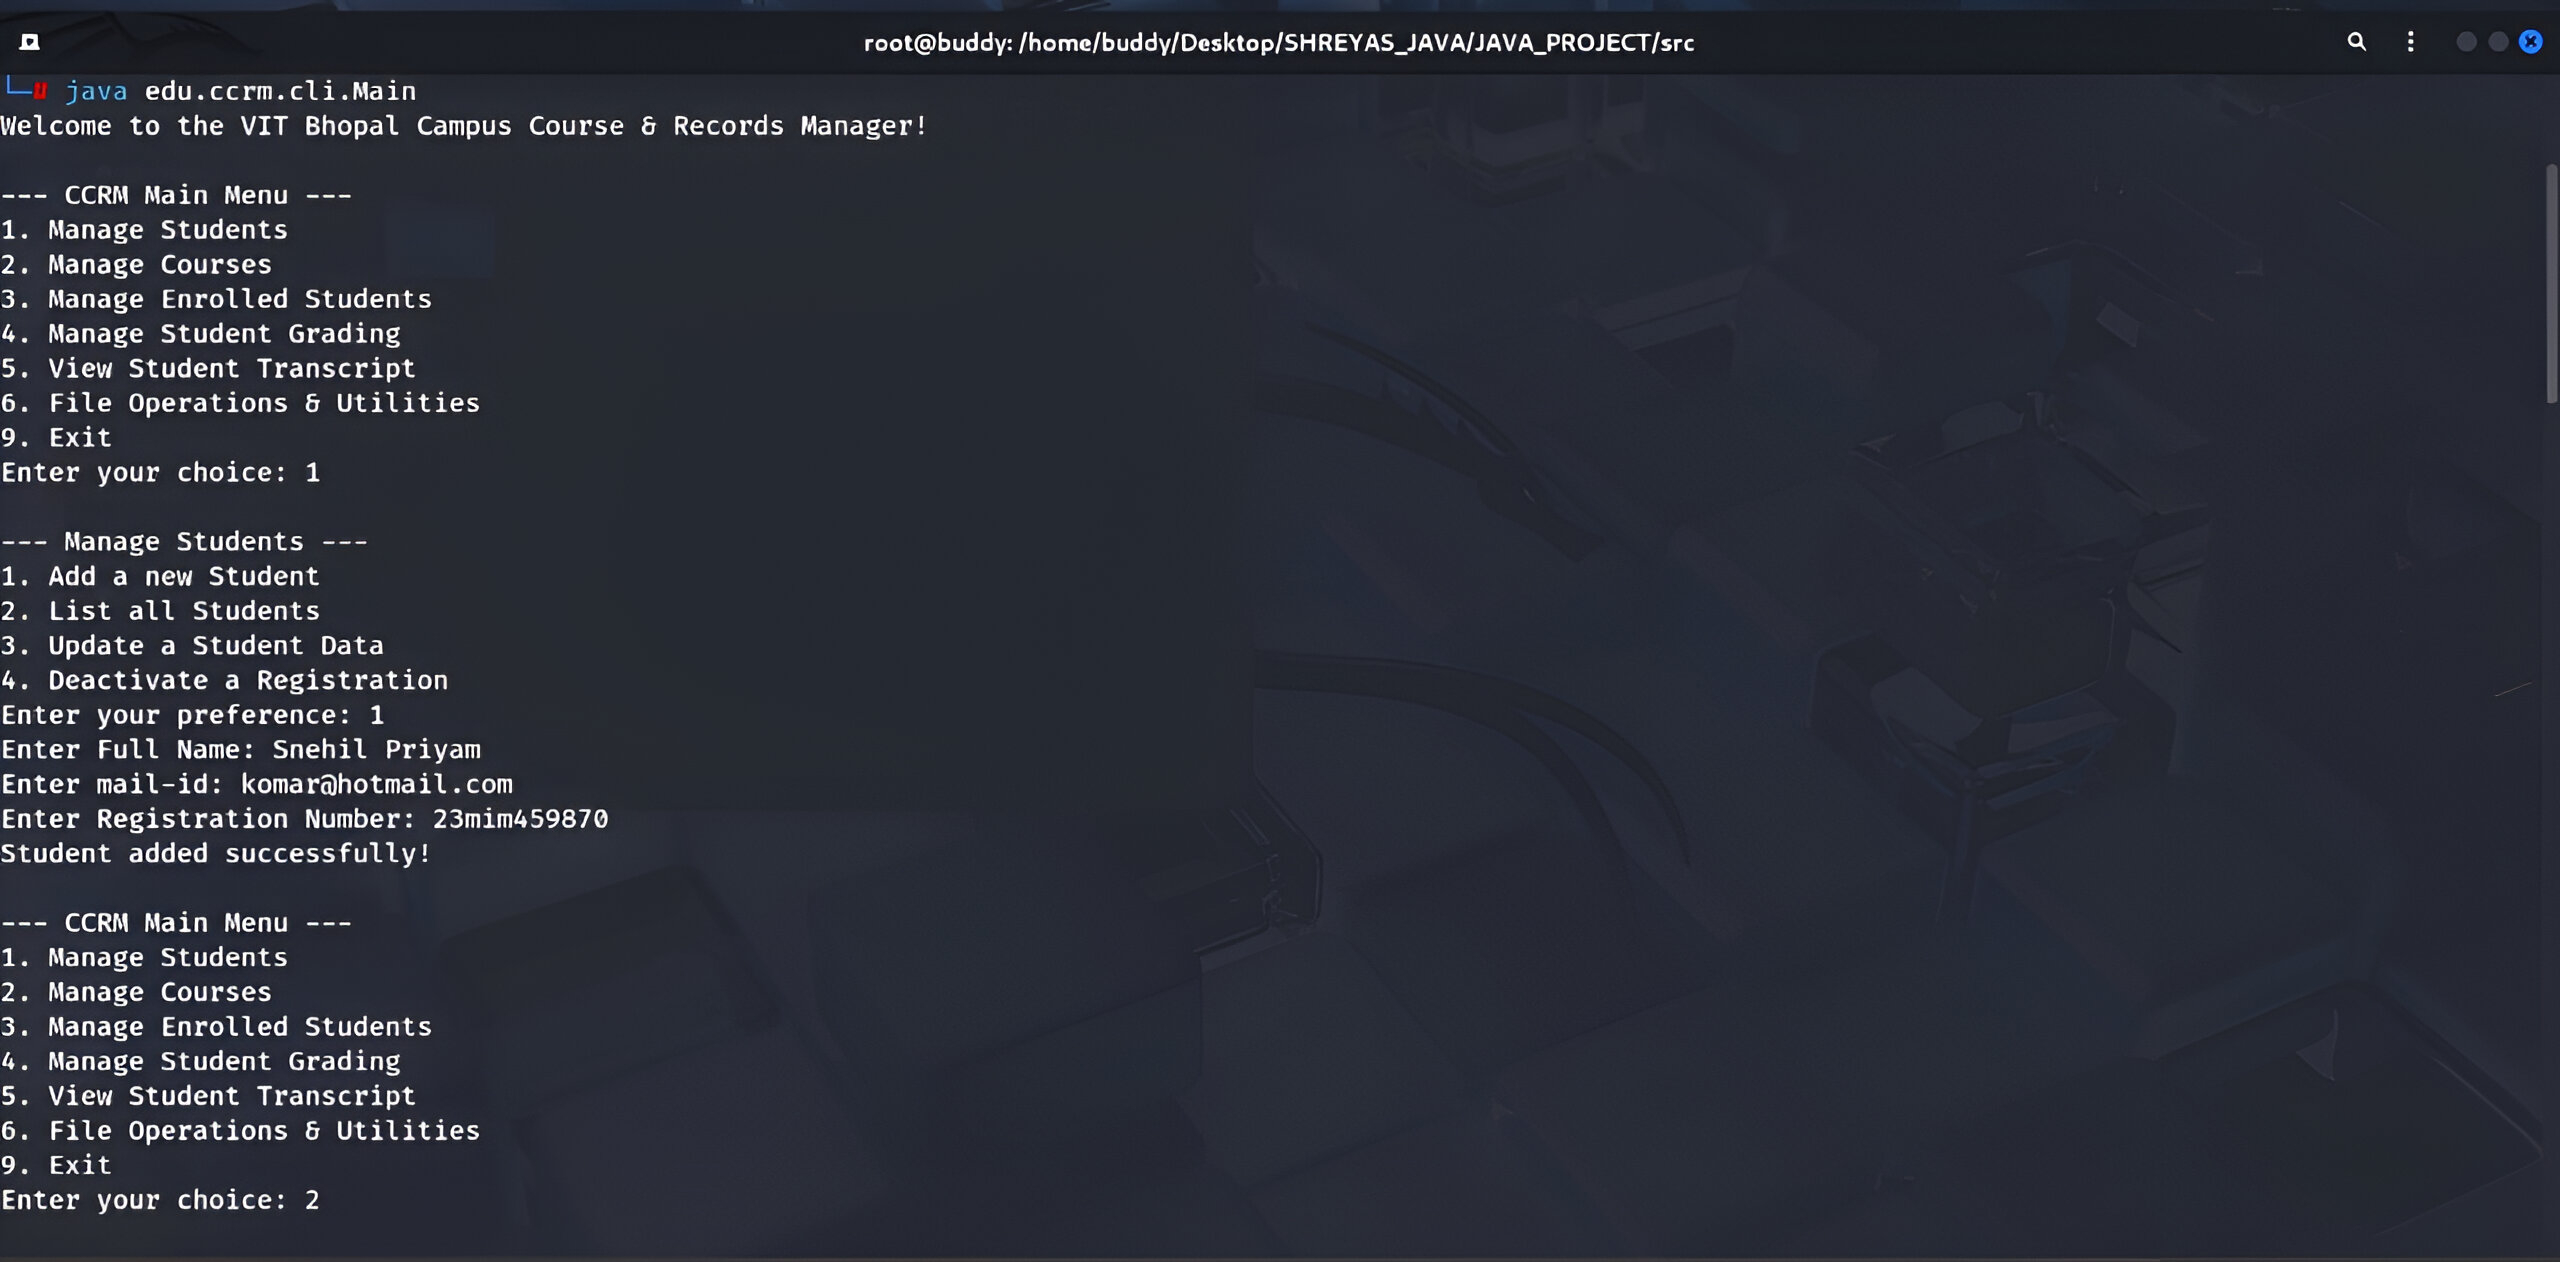 root@buddy: /home/buddy/Desktop/SHREYAS_JAVA/JAVA_PROJECT/src
└─# java edu.ccrm.cli.Main
Welcome to the VIT Bhopal Campus Course & Records Manager!
--- CCRM Main Menu ---
1. Manage Students
2. Manage Courses
3. Manage Enrolled Students
4. Manage Student Grading
5. View Student Transcript
6. File Operations & Utilities
9. Exit
Enter your choice: 1
--- Manage Students ---
1. Add a new Student
2. List all Students
3. Update a Student Data
4. Deactivate a Registration
Enter your preference: 1
Enter Full Name: Snehil Priyam
Enter mail-id: komar@hotmail.com
Enter Registration Number: 23mim459870
Student added successfully!
--- CCRM Main Menu ---
1. Manage Students
2. Manage Courses
3. Manage Enrolled Students
4. Manage Student Grading
5. View Student Transcript
6. File Operations & Utilities
9. Exit
Enter your choice: 2